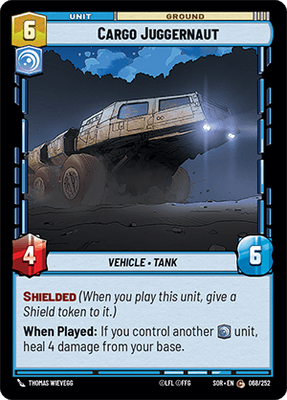 UNIT
GROUND
6
CARGO JUGGERNAUT
4
6
VEHICLE • TANK
SHIELDED (When you play this unit, give a
Shield token to it.)
When Played: If you control another unit,
heal 4 damage from your base.
THOMAS WIEVEGG
©LFL ©FFG
SOR • EN C 068/252